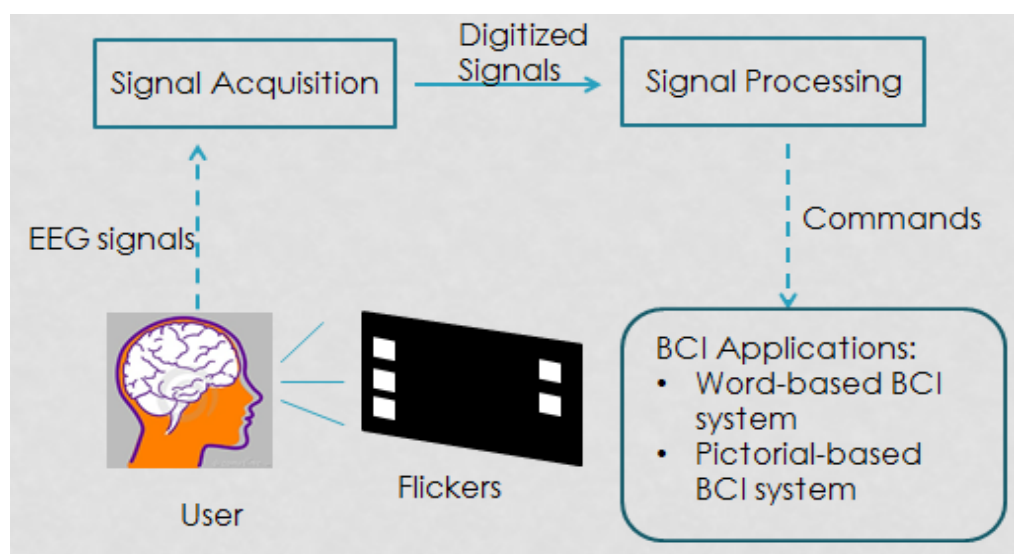 Signal Acquisition
Digitized
Signals
Signal Processing
EEG signals
Commands
User
Flickers
BCI Applications:
• Word-based BCI
system
• Pictorial-based
BCI system